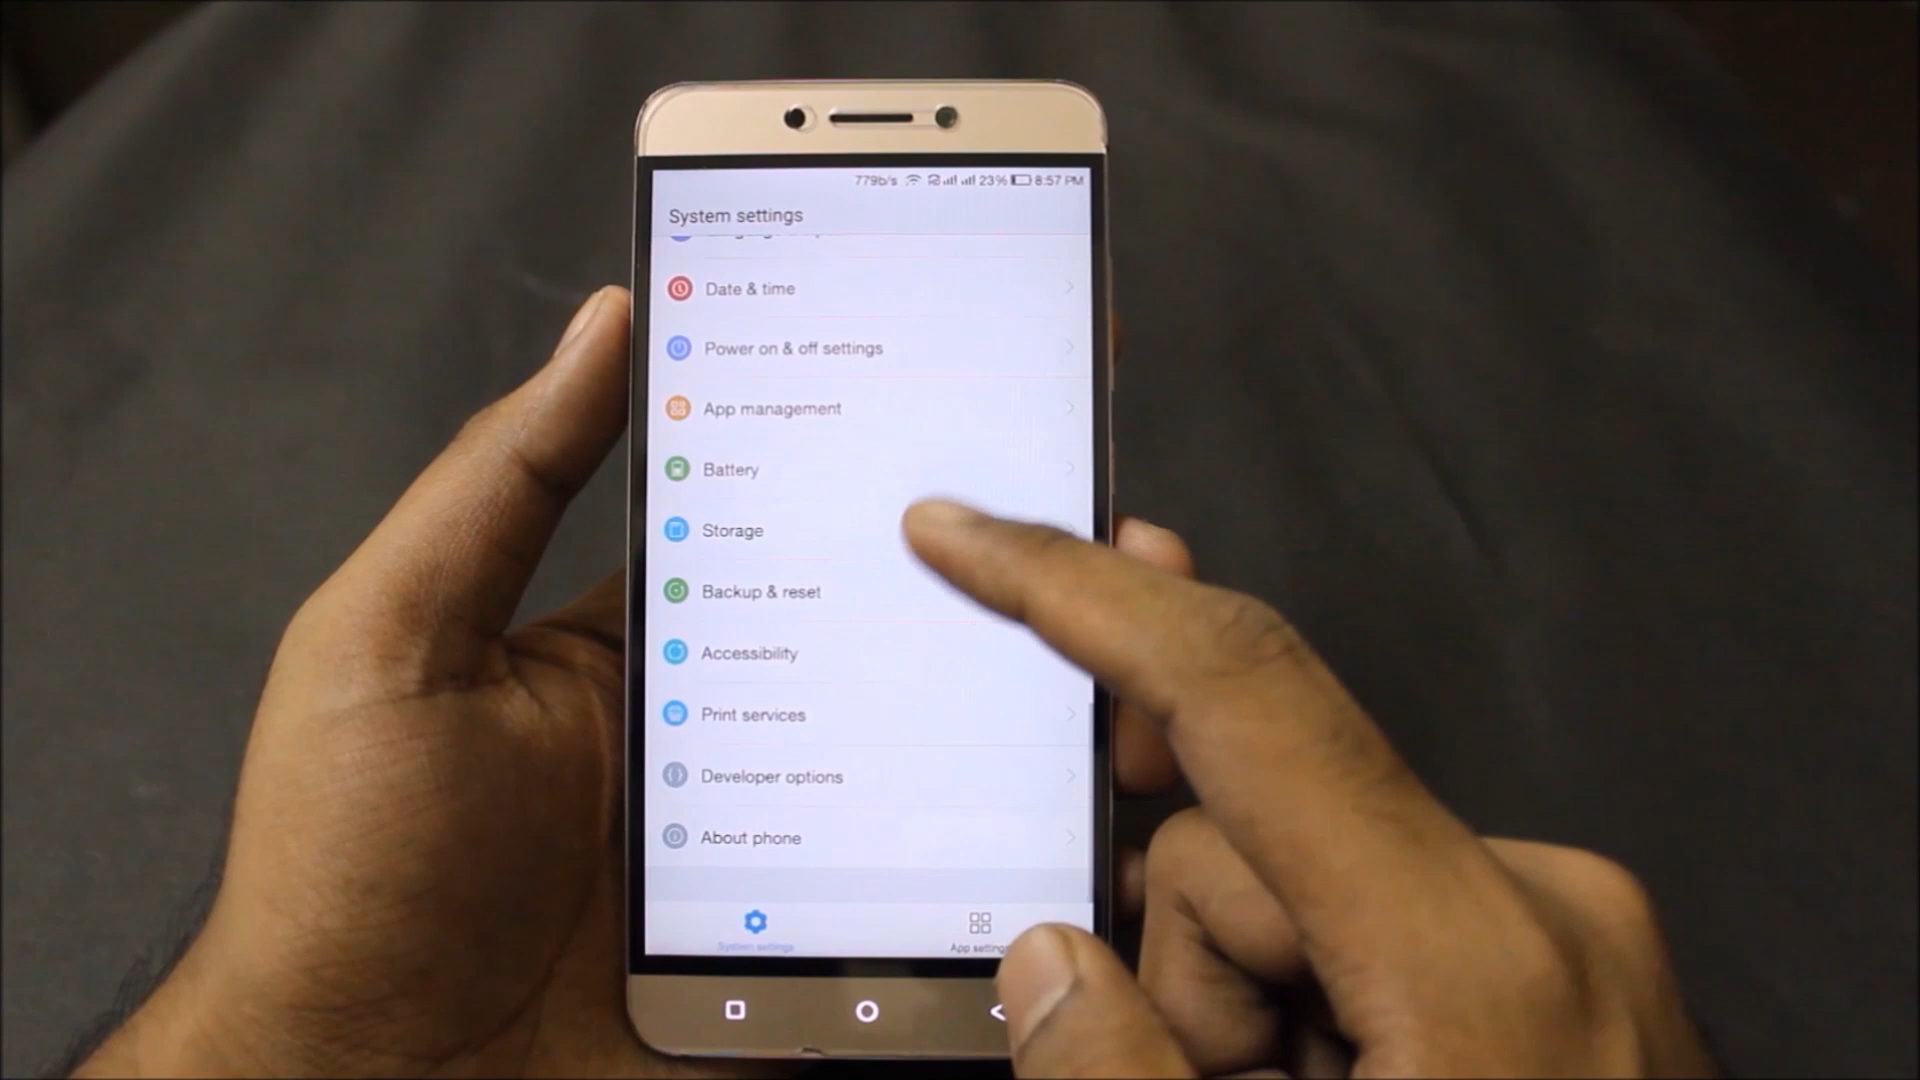 779b/s 23% 8:57 PM
System settings
Date & time
Power on & off settings
App management
Battery
Storage
Backup & reset
Accessibility
Print services
Developer options
About phone
System settings App settings